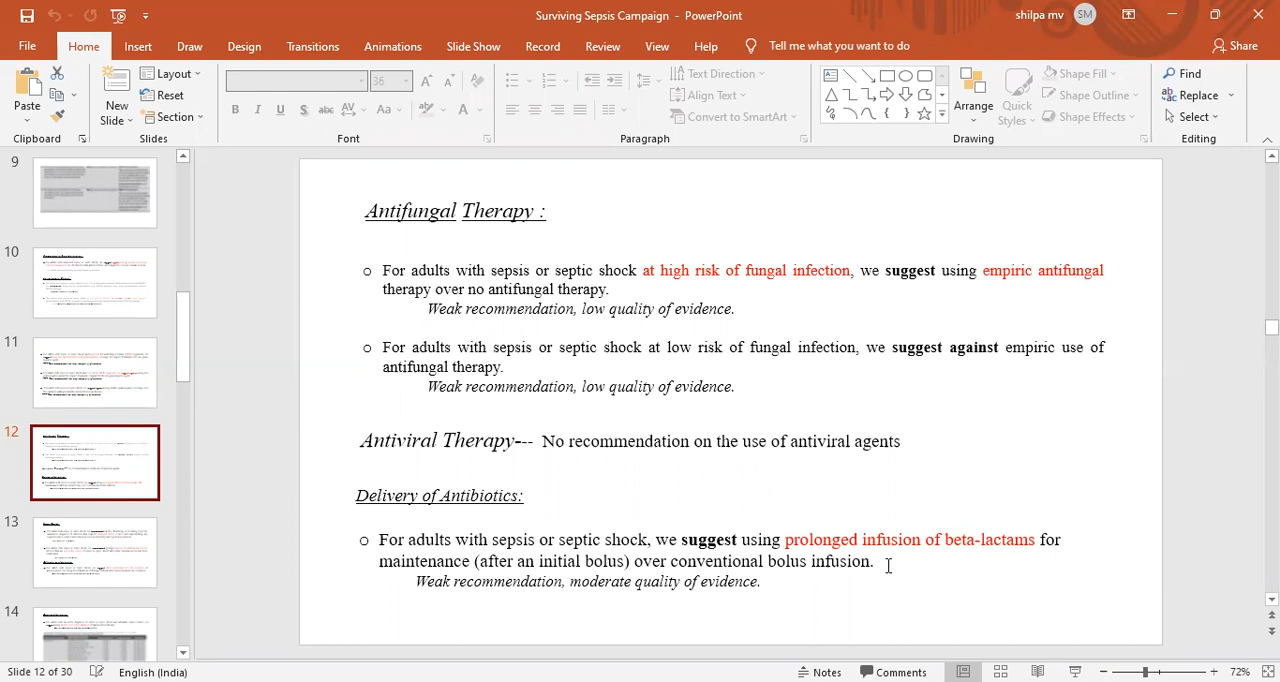 Surviving Sepsis Campaign - PowerPoint
shilpa mv SM
File Home Insert Draw Design Transitions Animations Slide Show Record Review View Help Tell me what you want to do Share
Paste
New Slide
Layout
Reset
Section
36
B I U S abc AV Aa A
Text Direction
Align Text
Convert to SmartArt
Arrange
Quick Styles
Shape Fill
Shape Outline
Shape Effects
Find
Replace
Select
Clipboard Slides Font Paragraph Drawing Editing
9
10
11
12
13
14
Antifungal Therapy :
For adults with sepsis or septic shock at high risk of fungal infection, we suggest using empiric antifungal
therapy over no antifungal therapy.
Weak recommendation, low quality of evidence.
For adults with sepsis or septic shock at low risk of fungal infection, we suggest against empiric use of
antifungal therapy.
Weak recommendation, low quality of evidence.
Antiviral Therapy--- No recommendation on the use of antiviral agents
Delivery of Antibiotics:
For adults with sepsis or septic shock, we suggest using prolonged infusion of beta-lactams for
maintenance (after an initial bolus) over conventional bolus infusion.
Weak recommendation, moderate quality of evidence.
Slide 12 of 30 English (India) Notes Comments 72%